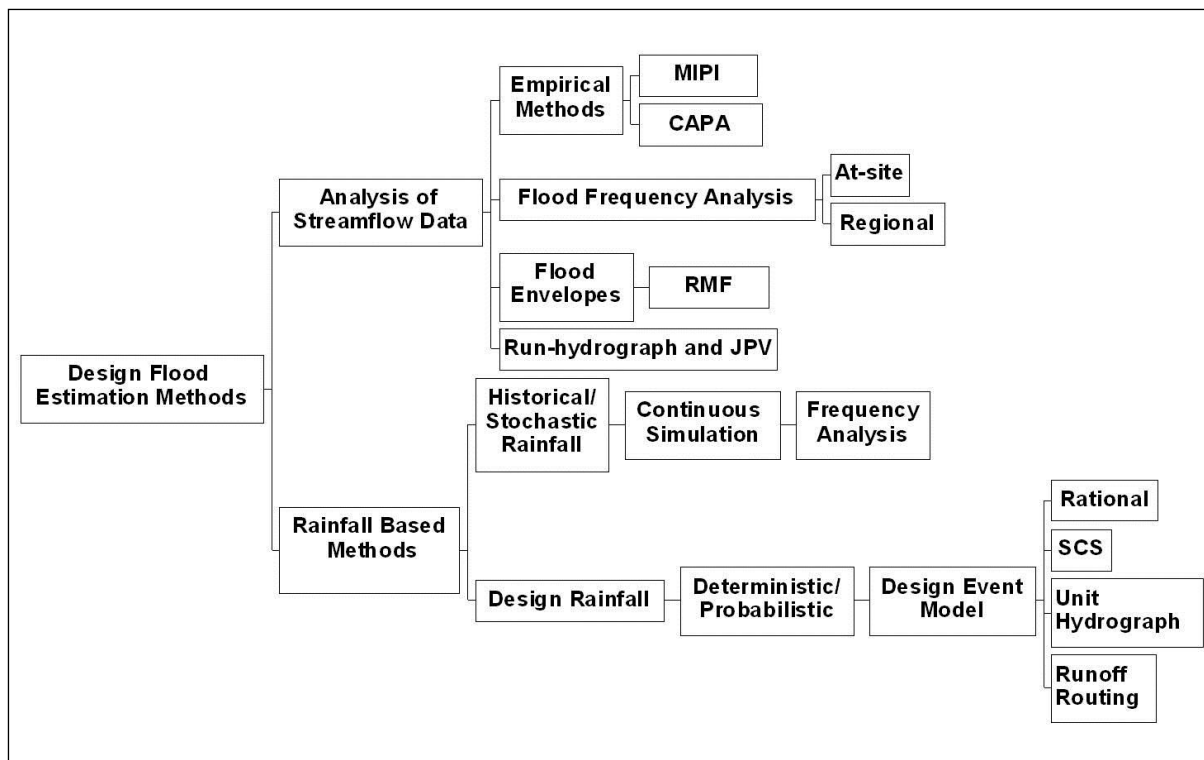 Design Flood
Estimation Methods
Analysis of
Streamflow Data
Empirical
Methods
MIPI
CAPA
Flood Frequency Analysis
At-site
Regional
Flood
Envelopes
RMF
Run-hydrograph and JPV
Rainfall Based
Methods
Historical/
Stochastic
Rainfall
Continuous
Simulation
Frequency
Analysis
Design Rainfall
Deterministic/
Probabilistic
Design Event
Model
Rational
SCS
Unit
Hydrograph
Runoff
Routing